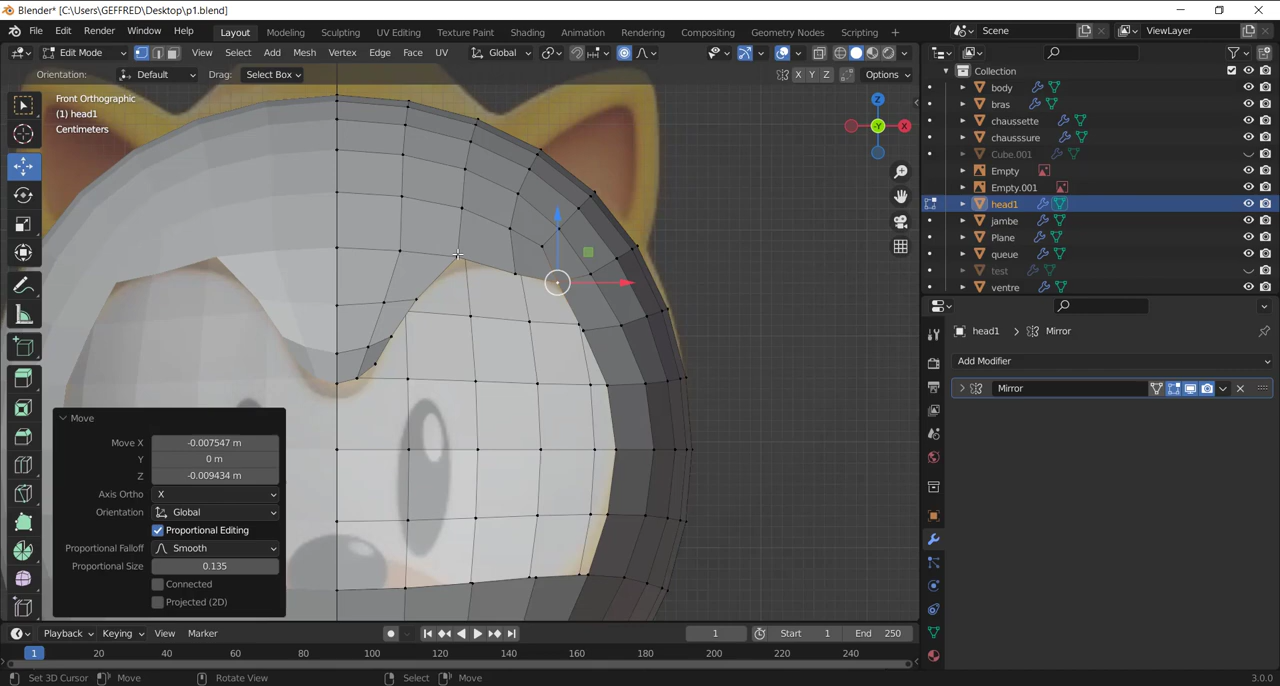 Blender* [C:\Users\GEFFRED\Desktop\p1.blend]
File Edit Render Window Help Layout Modeling Sculpting UV Editing Texture Paint Shading Animation Rendering Compositing Geometry Nodes Scripting + Scene ViewLayer
Edit Mode View Select Add Mesh Vertex Edge Face UV Global
Orientation: Default Drag: Select Box X Y Z Options
Front Orthographic
(1) head1
Centimeters
Z
Y
X
Collection
body
bras
chaussette
chausssure
Cube.001
Empty
Empty.001
head1
jambe
Plane
queue
test
ventre
head1 > Mirror
Add Modifier
Mirror
Move
Move X -0.007547 m
Y 0 m
Z -0.009434 m
Axis Ortho X
Orientation Global
Proportional Editing
Proportional Falloff Smooth
Proportional Size 0.135
Connected
Projected (2D)
Playback Keying View Marker 1 Start 1 End 250
1 20 40 60 80 100 120 140 160 180 200 220 240
Set 3D Cursor Move Rotate View Select Move 3.0.0